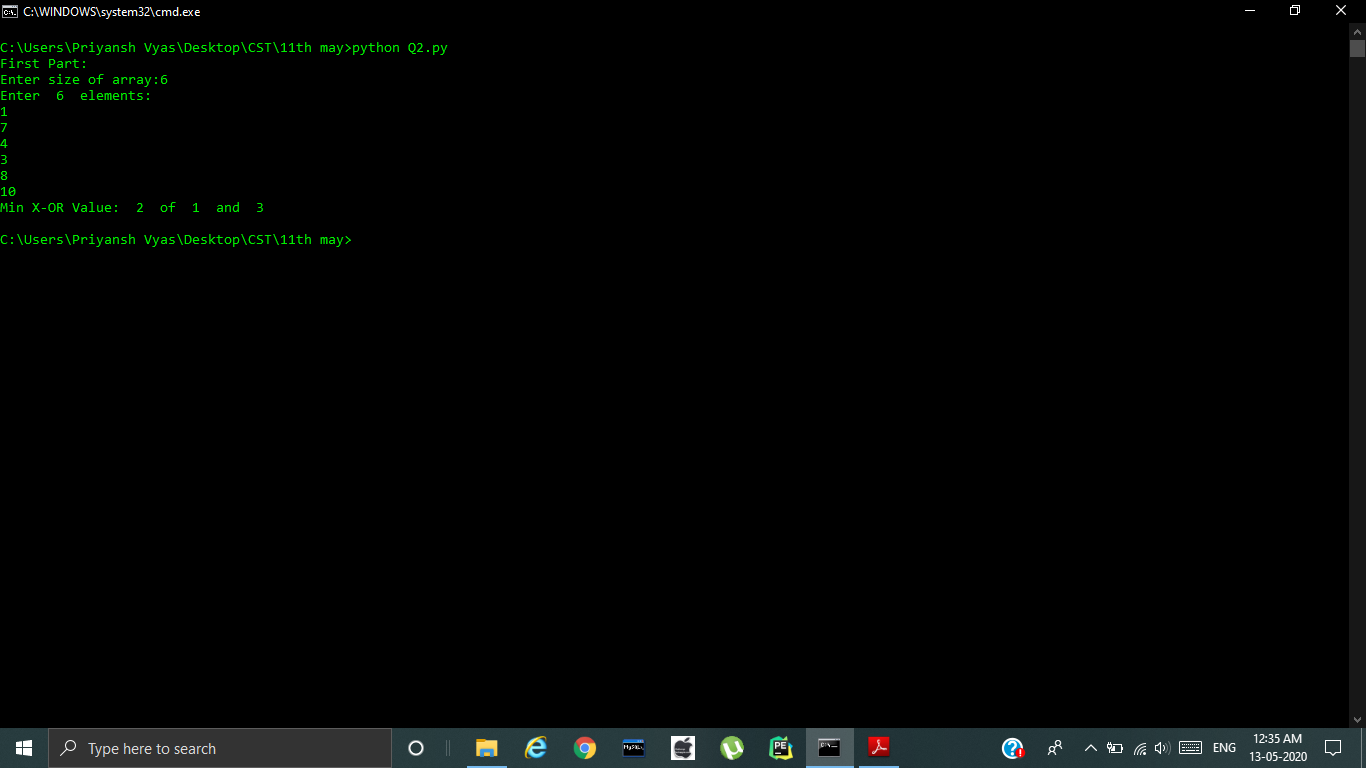 C:\WINDOWS\system32\cmd.exe
C:\Users\Priyansh Vyas\Desktop\CST\11th may>python Q2.py
First Part:
Enter size of array:6
Enter  6  elements:
1
7
4
3
8
10
Min X-OR Value:  2  of  1  and  3
C:\Users\Priyansh Vyas\Desktop\CST\11th may>
Type here to search
ENG
12:35 AM
13-05-2020